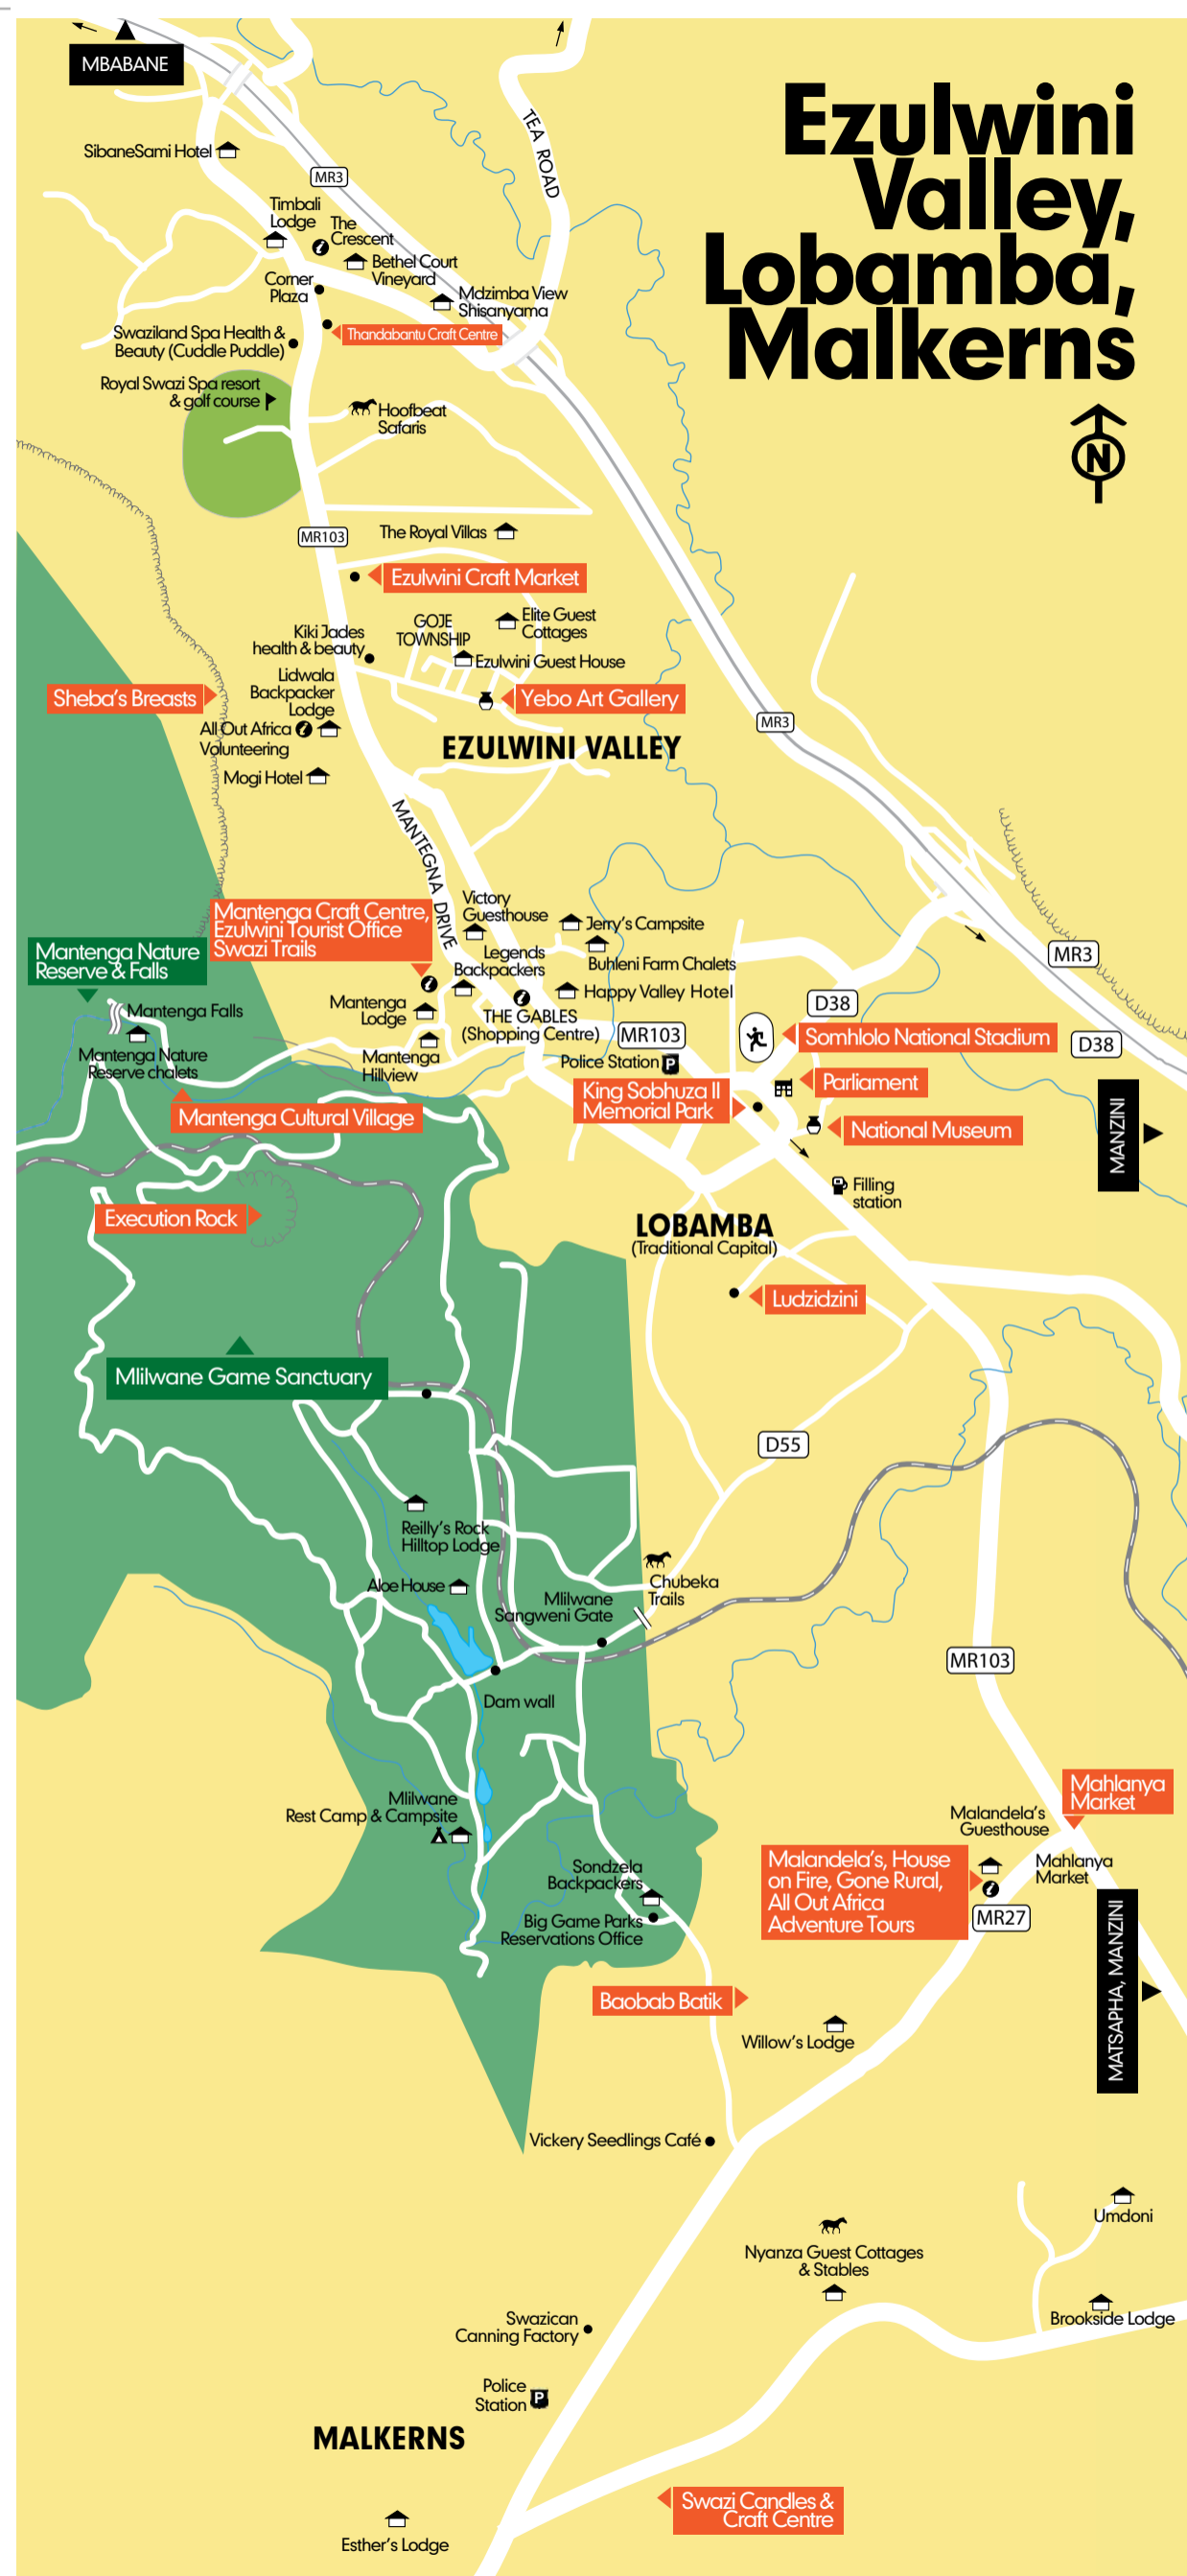 MBABANE
Ezulwini
Valley,
Lobamba,
Malkerns
N
TEA ROAD
SibaneSami Hotel
MR3
Timbali
Lodge
The
Crescent
Bethel Court
Vineyard
Corner
Plaza
Mdzimba View
Shisanyama
Thandabantu Craft Centre
Swaziland Spa Health &
Beauty (Cuddle Puddle)
Royal Swazi Spa resort
& golf course
Hoofbeat
Safaris
MR103
The Royal Villas
Ezulwini Craft Market
GOJE
TOWNSHIP
Elite Guest
Cottages
Kiki Jades
health & beauty
Ezulwini Guest House
Lidwala
Backpacker
Lodge
Sheba's Breasts
Yebo Art Gallery
All Out Africa
Volunteering
MR3
EZULWINI VALLEY
Mogi Hotel
MANTEGNA DRIVE
Mantenga Craft Centre,
Ezulwini Tourist Office
Swazi Trails
Victory
Guesthouse
Jerry's Campsite
Mantenga Nature
Reserve & Falls
Legends
Backpackers
Buhleni Farm Chalets
MR3
Happy Valley Hotel
Mantenga Falls
Mantenga
Lodge
THE GABLES
(Shopping Centre)
D38
MR103
Somhlolo National Stadium
D38
Mantenga Nature
Reserve chalets
Mantenga
Hillview
Police Station
P
Parliament
King Sobhuza II
Memorial Park
Mantenga Cultural Village
National Museum
MANZINI
Filling
station
Execution Rock
LOBAMBA
(Traditional Capital)
Ludzidzini
Mlilwane Game Sanctuary
D55
Reilly's Rock
Hilltop Lodge
Aloe House
Chubeka
Trails
Mlilwane
Sangweni Gate
MR103
Dam wall
Mahlanya
Market
Mlilwane
Rest Camp & Campsite
Malandela's
Guesthouse
Malandela's, House
on Fire, Gone Rural,
All Out Africa
Adventure Tours
Mahlanya
Market
Sondzela
Backpackers
MR27
Big Game Parks
Reservations Office
MATSAPHA, MANZINI
Baobab Batik
Willow's Lodge
Vickery Seedlings Café
Umdoni
Nyanza Guest Cottages
& Stables
Brookside Lodge
Swazican
Canning Factory
Police
Station
P
MALKERNS
Swazi Candles &
Craft Centre
Esther's Lodge